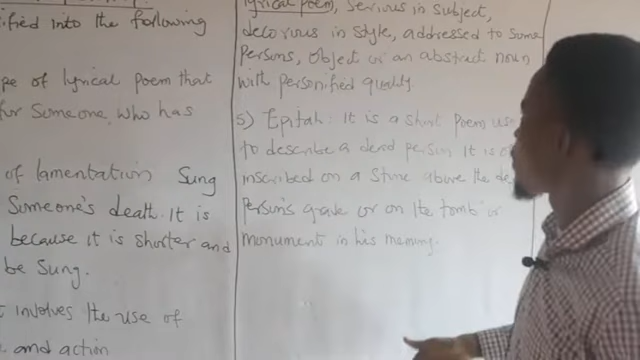 ified into the following
pe of lyrical poem that
for someone who has
of lamentation Sung
Someone's death. It is
because it is shorter and
be sung.
involves the use of
and action
lyrical poem, serious in subject,
decorous in style, addressed to some
persons, object or an abstract noun
with personified quality.
5) Epitah: It is a short poem use
to describe a dead person. It is
inscribed on a stone above the de
person's grave or on the tomb or
monument in his memory.